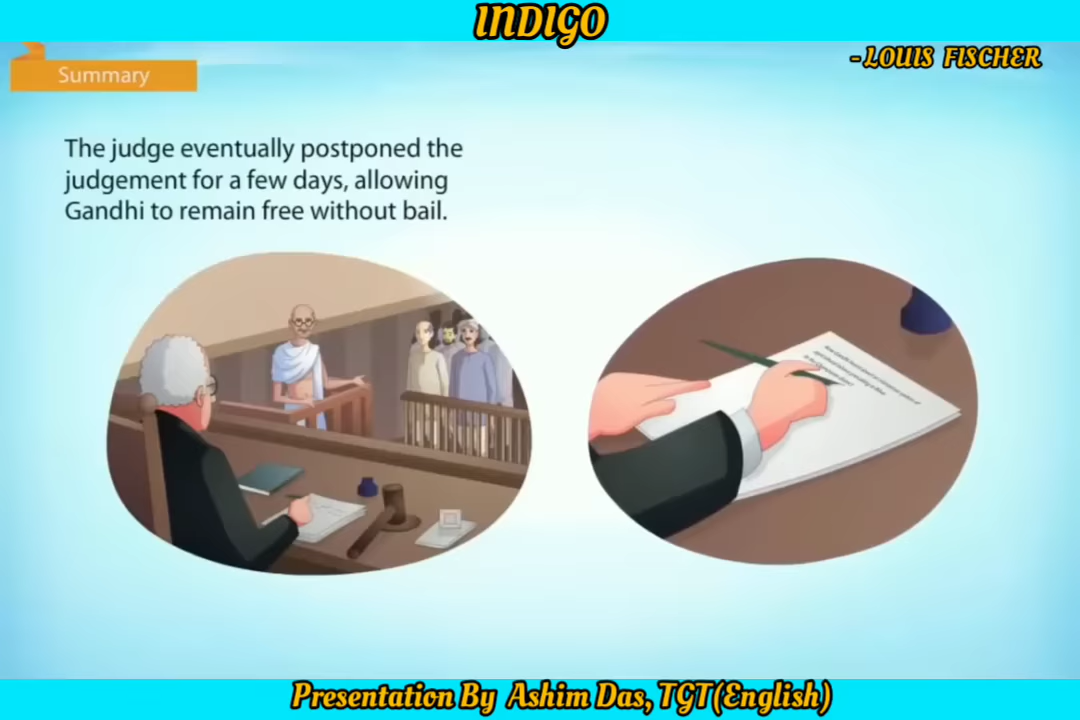 INDIGO
- LOUIS FISCHER
Summary
The judge eventually postponed the
judgement for a few days, allowing
Gandhi to remain free without bail.
Presentation By Ashim Das, TGT(English)